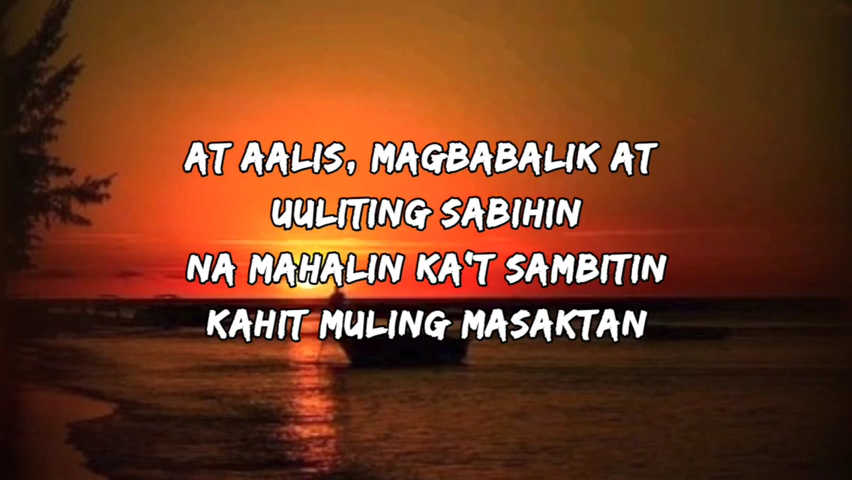 AT AALIS, MAGBABALIK AT
UULITING SABIHIN
NA MAHALIN KA'T SAMBITIN
KAHIT MULING MASAKTAN